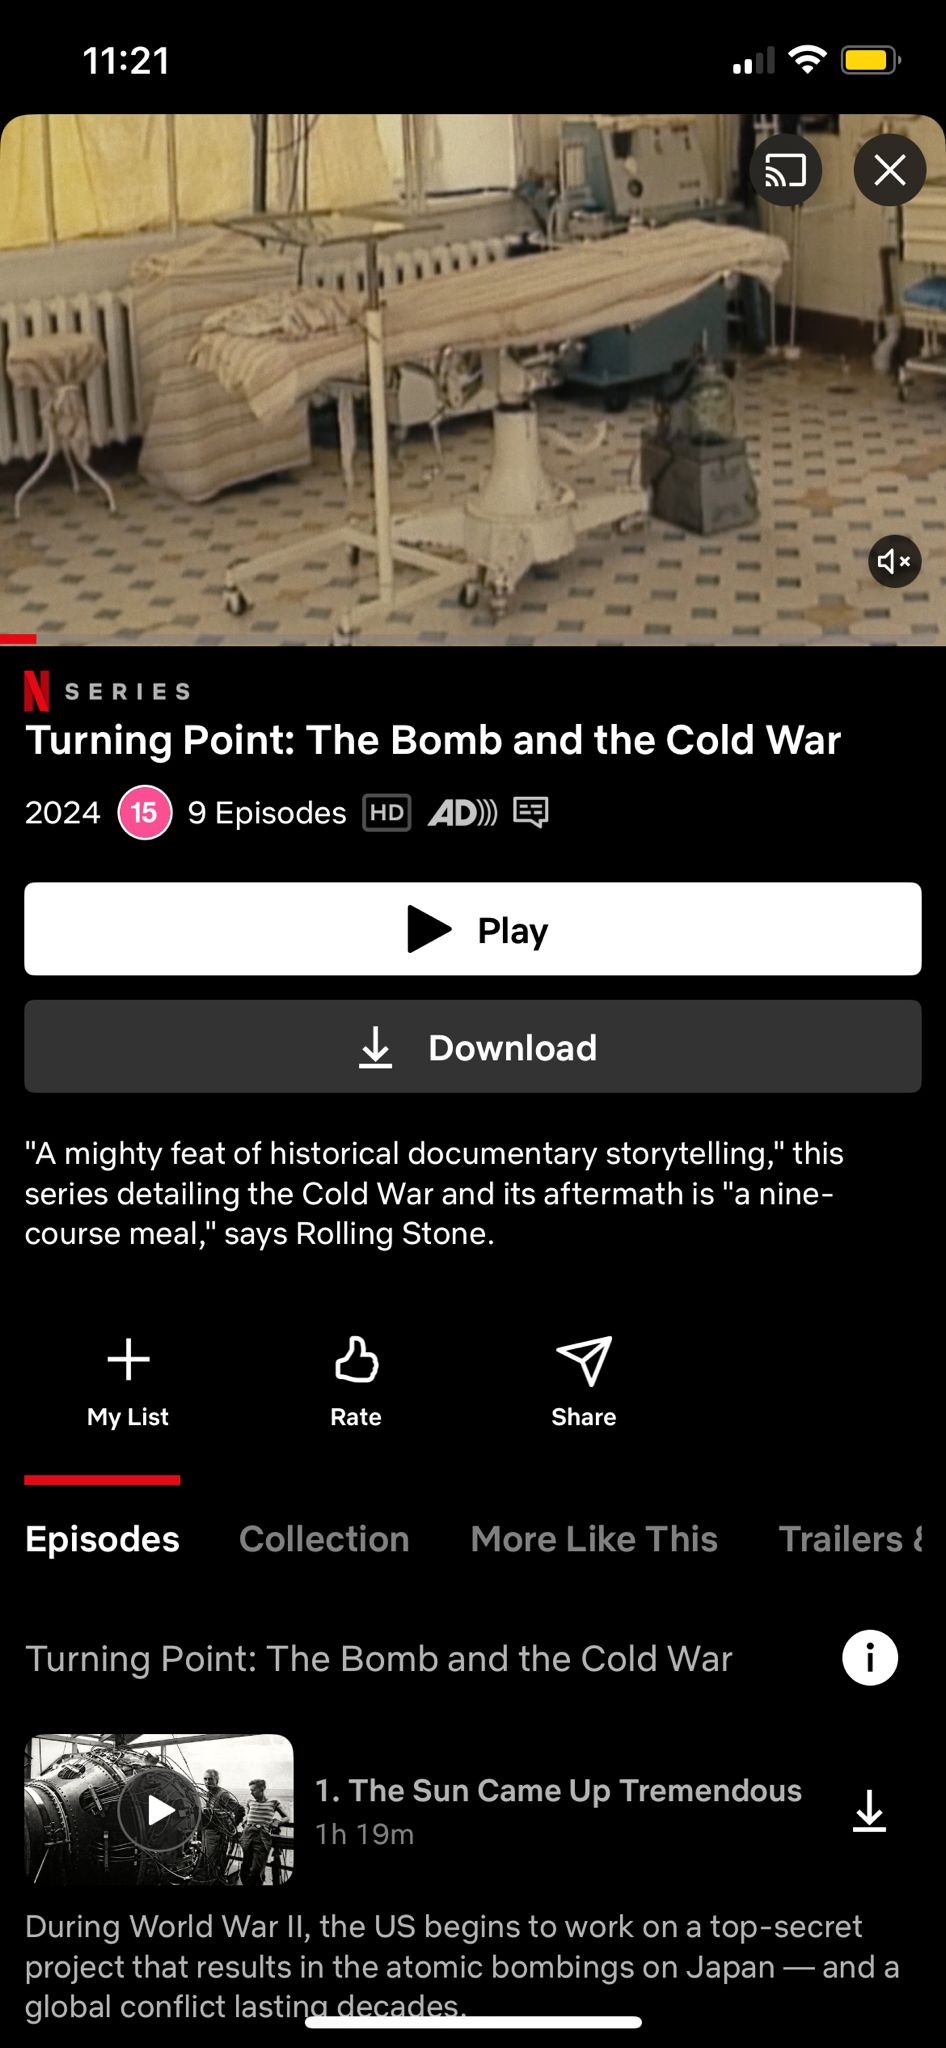 11:21
N SERIES
Turning Point: The Bomb and the Cold War
2024 15 9 Episodes HD AD)))
Play
Download
"A mighty feat of historical documentary storytelling," this
series detailing the Cold War and its aftermath is "a nine-
course meal," says Rolling Stone.
My List Rate Share
Episodes Collection More Like This Trailers &
Turning Point: The Bomb and the Cold War
1. The Sun Came Up Tremendous
1h 19m
During World War II, the US begins to work on a top-secret
project that results in the atomic bombings on Japan — and a
global conflict lasting decades.